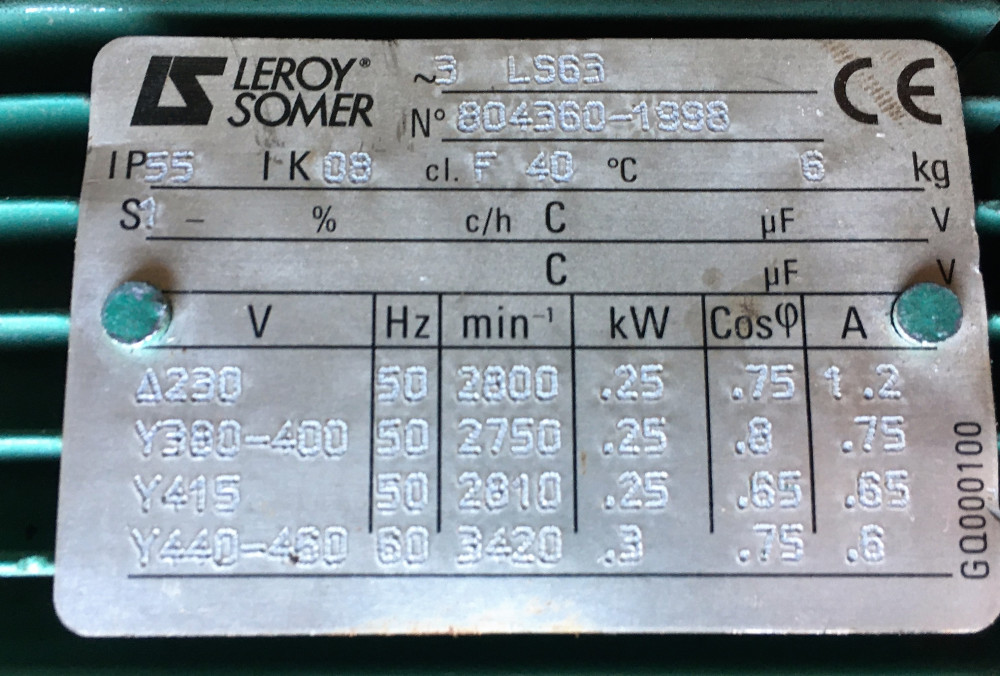 LEROY® SOMER
~3 LS63
CE
N° 804360-1998
IP55 IK08 cl. F 40 °C 6 kg
S1 - % c/h C µF V
C µF V
V Hz min⁻¹ kW Cosφ A
Δ230 50 2800 .25 .75 1.2
Y380-400 50 2750 .25 .8 .75
Y415 50 2810 .25 .65 .65
Y440-460 60 3420 .3 .75 .6
GQ000100